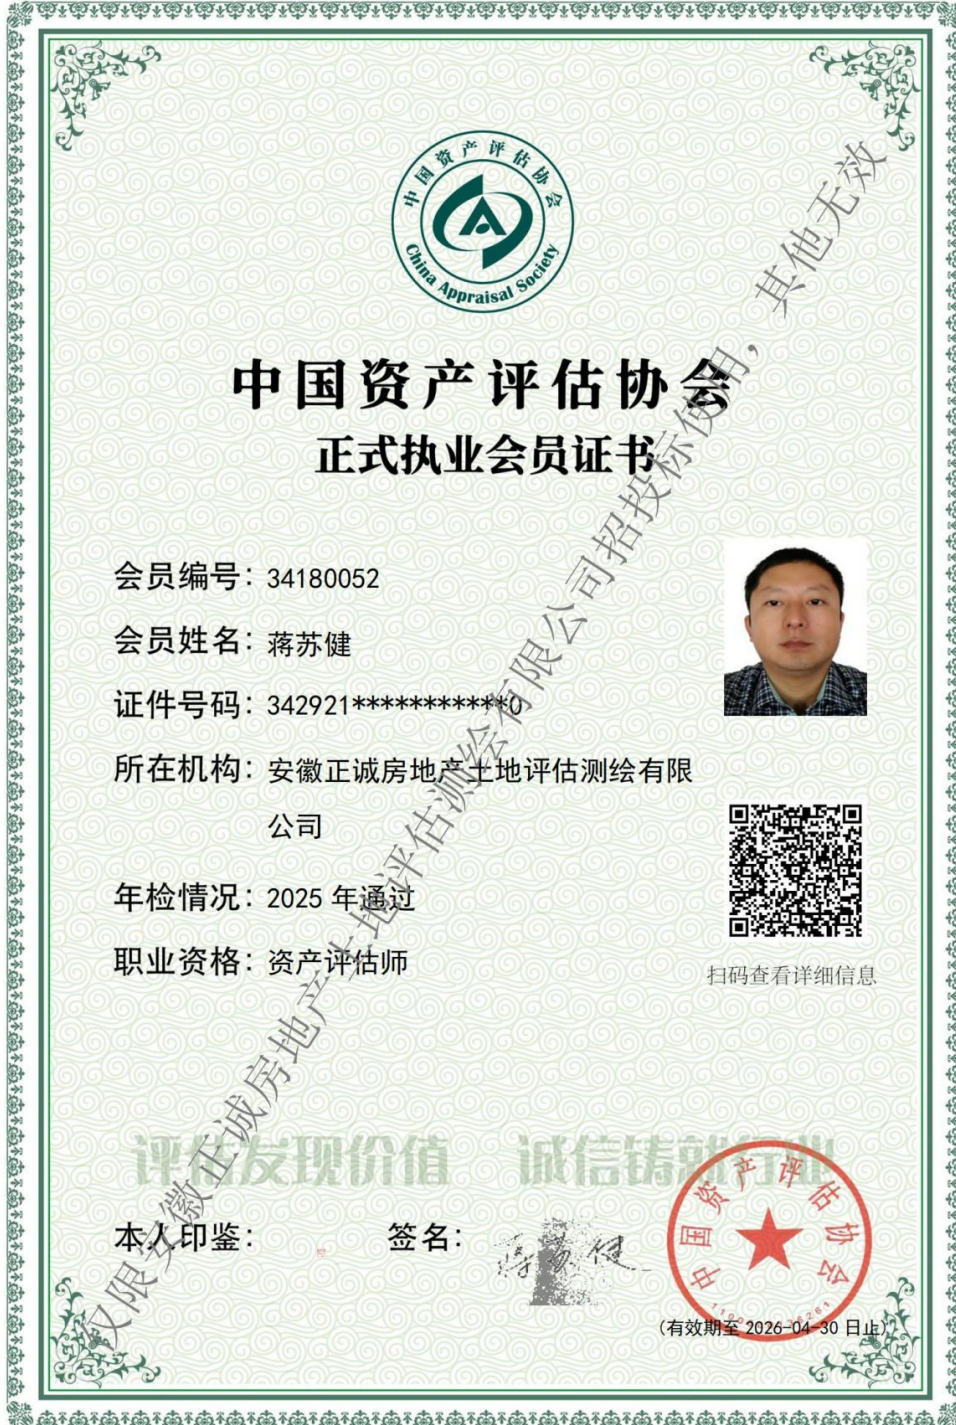 中国资产评估协会
China Appraisal Society
中国资产评估协会
正式执业会员证书
会员编号：34180052
会员姓名：蒋苏健
证件号码：342921***********0
所在机构：安徽正诚房地产土地评估测绘有限
公司
年检情况：2025 年通过
职业资格：资产评估师
扫码查看详细信息
评估发现价值 诚信铸就行业
本人印鉴： 签名：蒋苏健
中国资产评估协会
(有效期至 2026-04-30 日止)
仅限安徽正诚房地产土地评估测绘有限公司招投标使用，其他无效